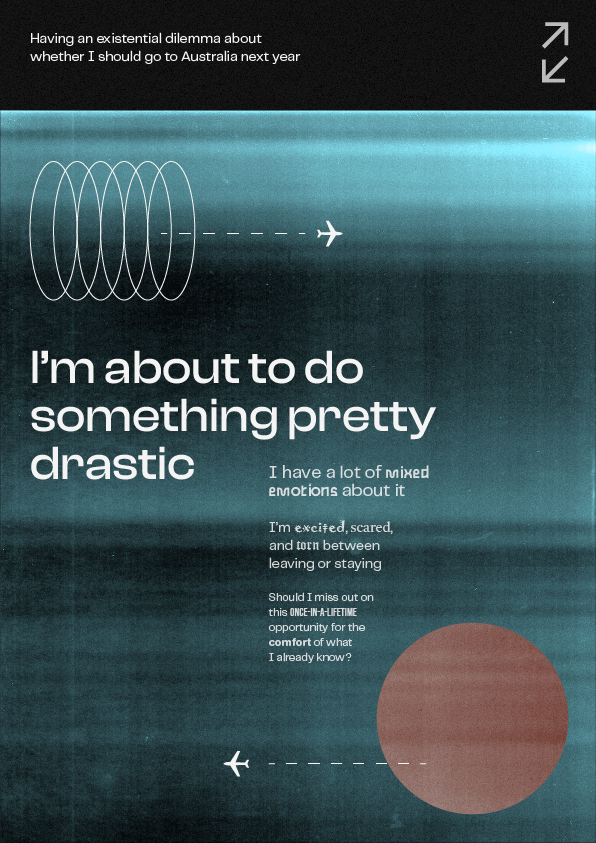 Having an existential dilemma about
whether I should go to Australia next year
I'm about to do
something pretty
drastic
I have a lot of mixed
emotions about it
I'm excited, scared,
and torn between
leaving or staying
Should I miss out on
this ONCE-IN-A-LIFETIME
opportunity for the
comfort of what
I already know?